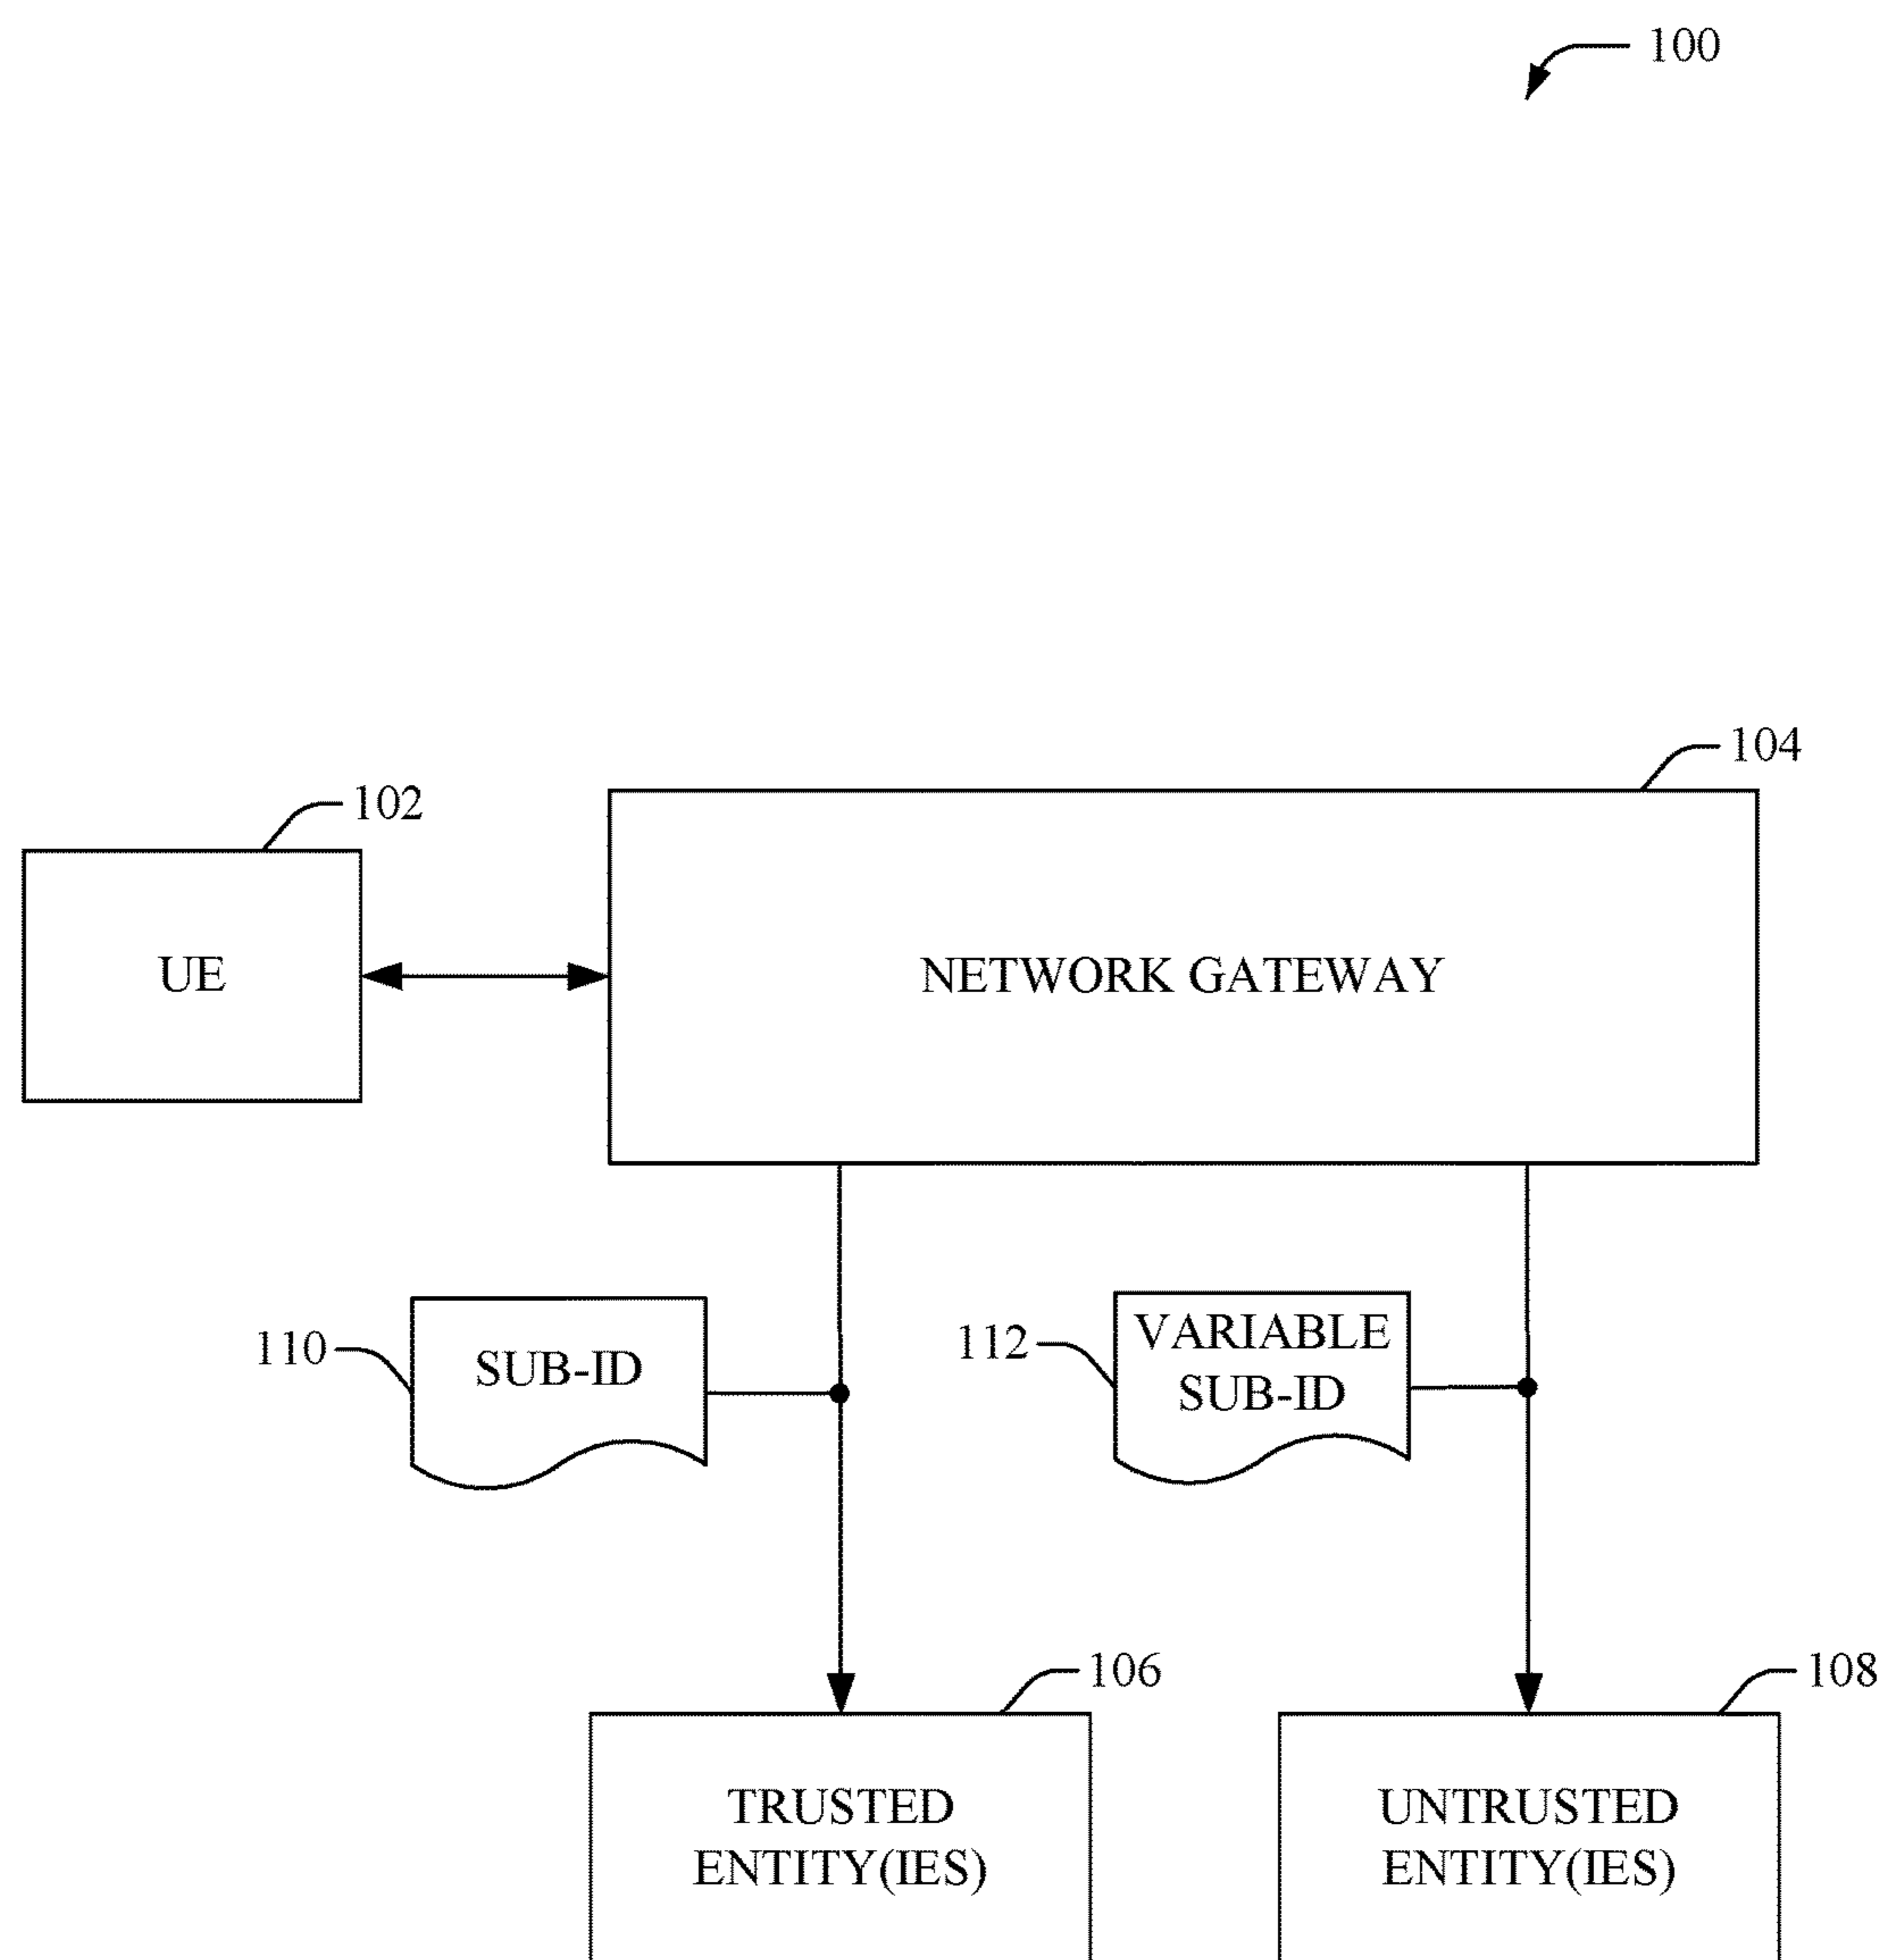 100
104
102
UE
NETWORK GATEWAY
110
SUB-ID
112
VARIABLE
SUB-ID
106
108
TRUSTED
ENTITY(IES)
UNTRUSTED
ENTITY(IES)